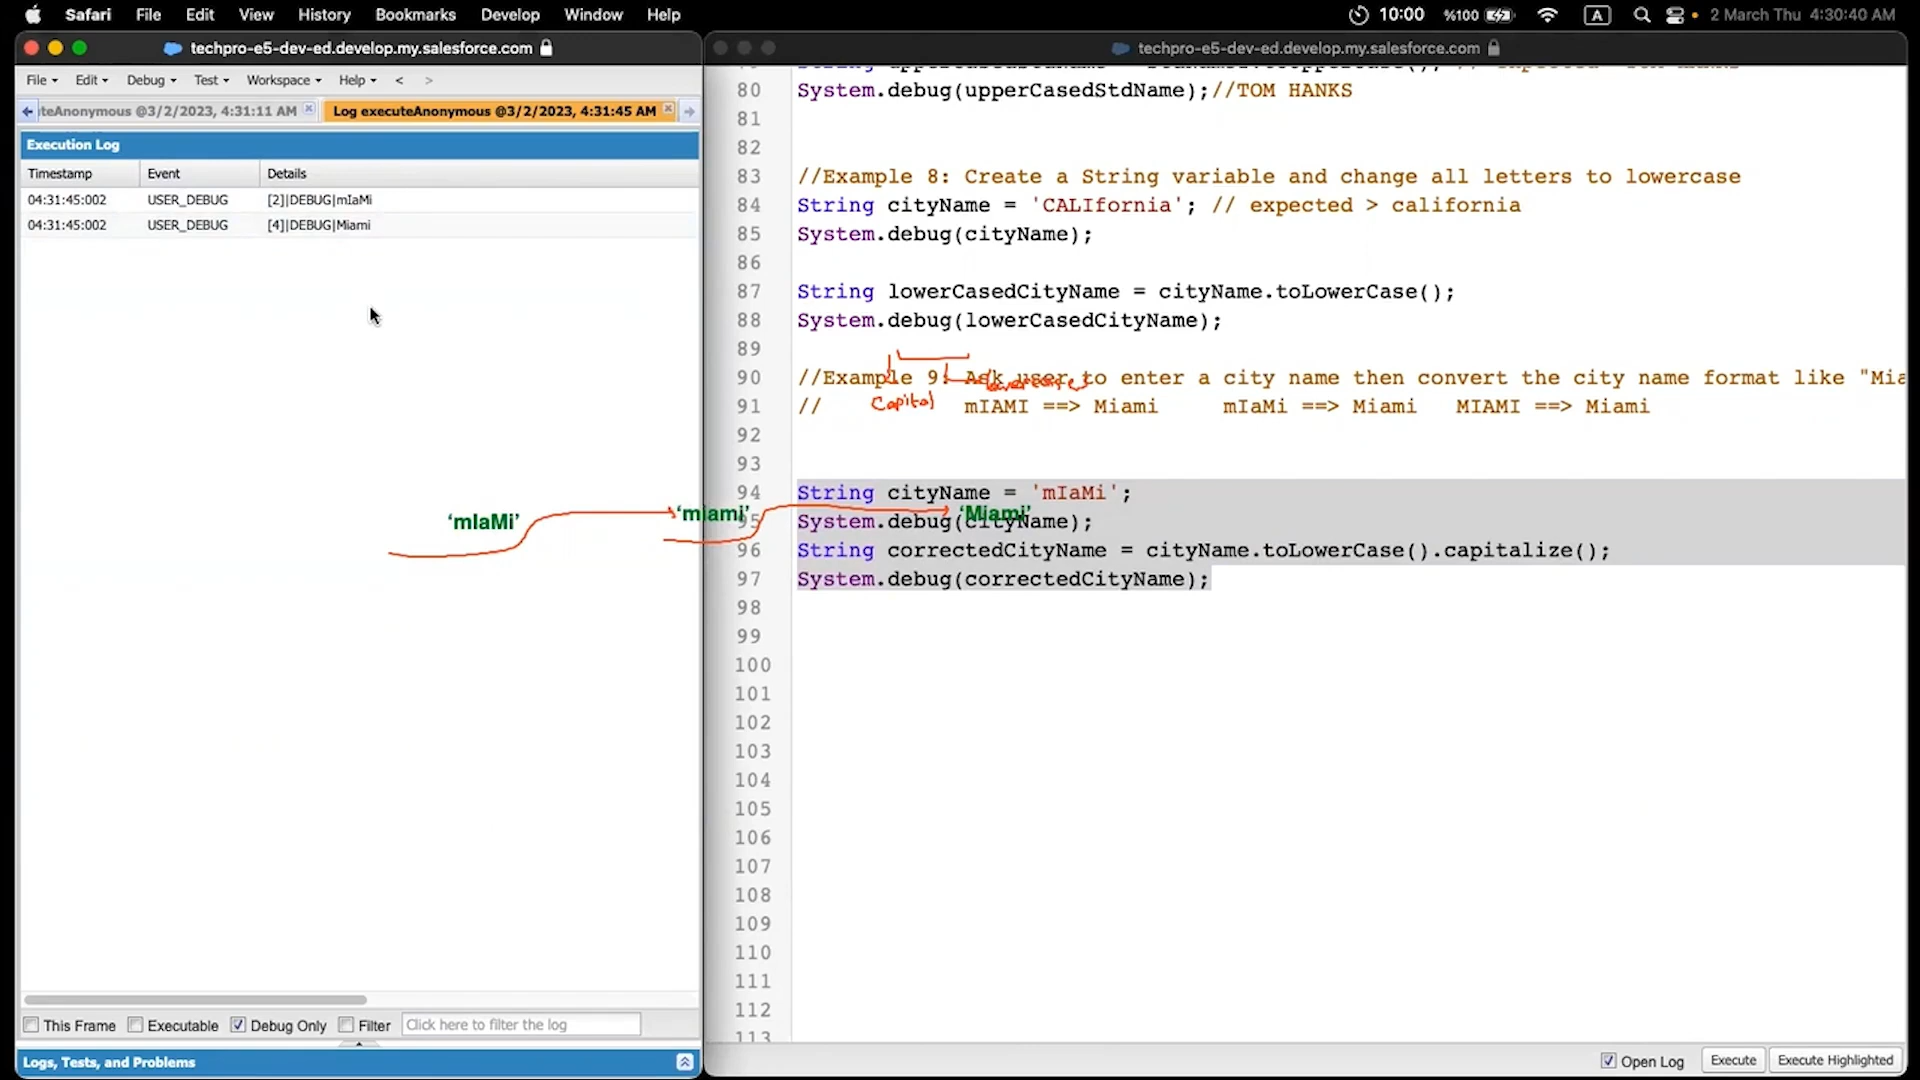 Safari File Edit View History Bookmarks Develop Window Help 10:00 %100 A 2 March Thu 4:30:40 AM
techpro-e5-dev-ed.develop.my.salesforce.com
File Edit Debug Test Workspace Help < >
teAnonymous @3/2/2023, 4:31:11 AM Log executeAnonymous @3/2/2023, 4:31:45 AM
Execution Log
Timestamp Event Details
04:31:45:002 USER_DEBUG [2]|DEBUG|mIaMi
04:31:45:002 USER_DEBUG [4]|DEBUG|Miami
‘mIaMi’ ‘miami’ ‘Miami’
This Frame Executable Debug Only Filter Click here to filter the log
Logs, Tests, and Problems
techpro-e5-dev-ed.develop.my.salesforce.com
80 System.debug(upperCasedStdName);//TOM HANKS
81
82
83 //Example 8: Create a String variable and change all letters to lowercase
84 String cityName = 'CALIfornia'; // expected > california
85 System.debug(cityName);
86
87 String lowerCasedCityName = cityName.toLowerCase();
88 System.debug(lowerCasedCityName);
89
90 //Example 9: Ask user to enter a city name then convert the city name format like "Mia
Capital
91 // mIAMI ==> Miami mIaMi ==> Miami MIAMI ==> Miami
92
93
94 String cityName = 'mIaMi';
95 System.debug(cityName);
96 String correctedCityName = cityName.toLowerCase().capitalize();
97 System.debug(correctedCityName);
98
99
100
101
102
103
104
105
106
107
108
109
110
111
112
113
Open Log Execute Execute Highlighted